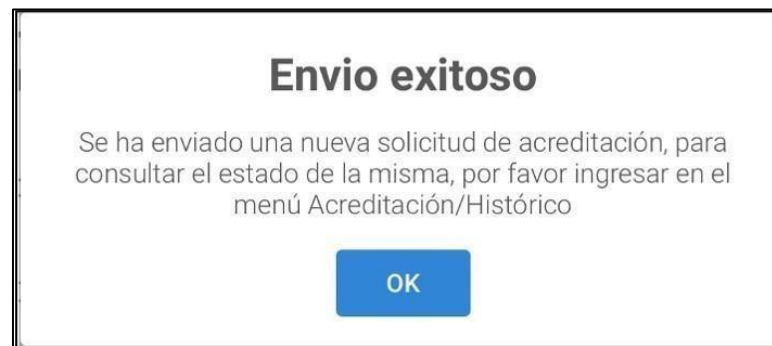 Envio exitoso
Se ha enviado una nueva solicitud de acreditación, para
consultar el estado de la misma, por favor ingresar en el
menú Acreditación/Histórico
OK